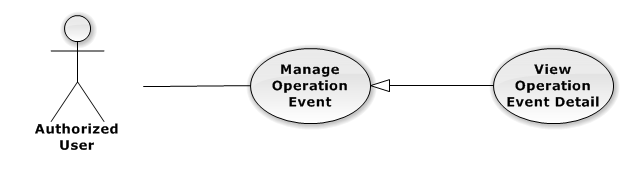 Authorized
User
Manage
Operation
Event
View
Operation
Event Detail